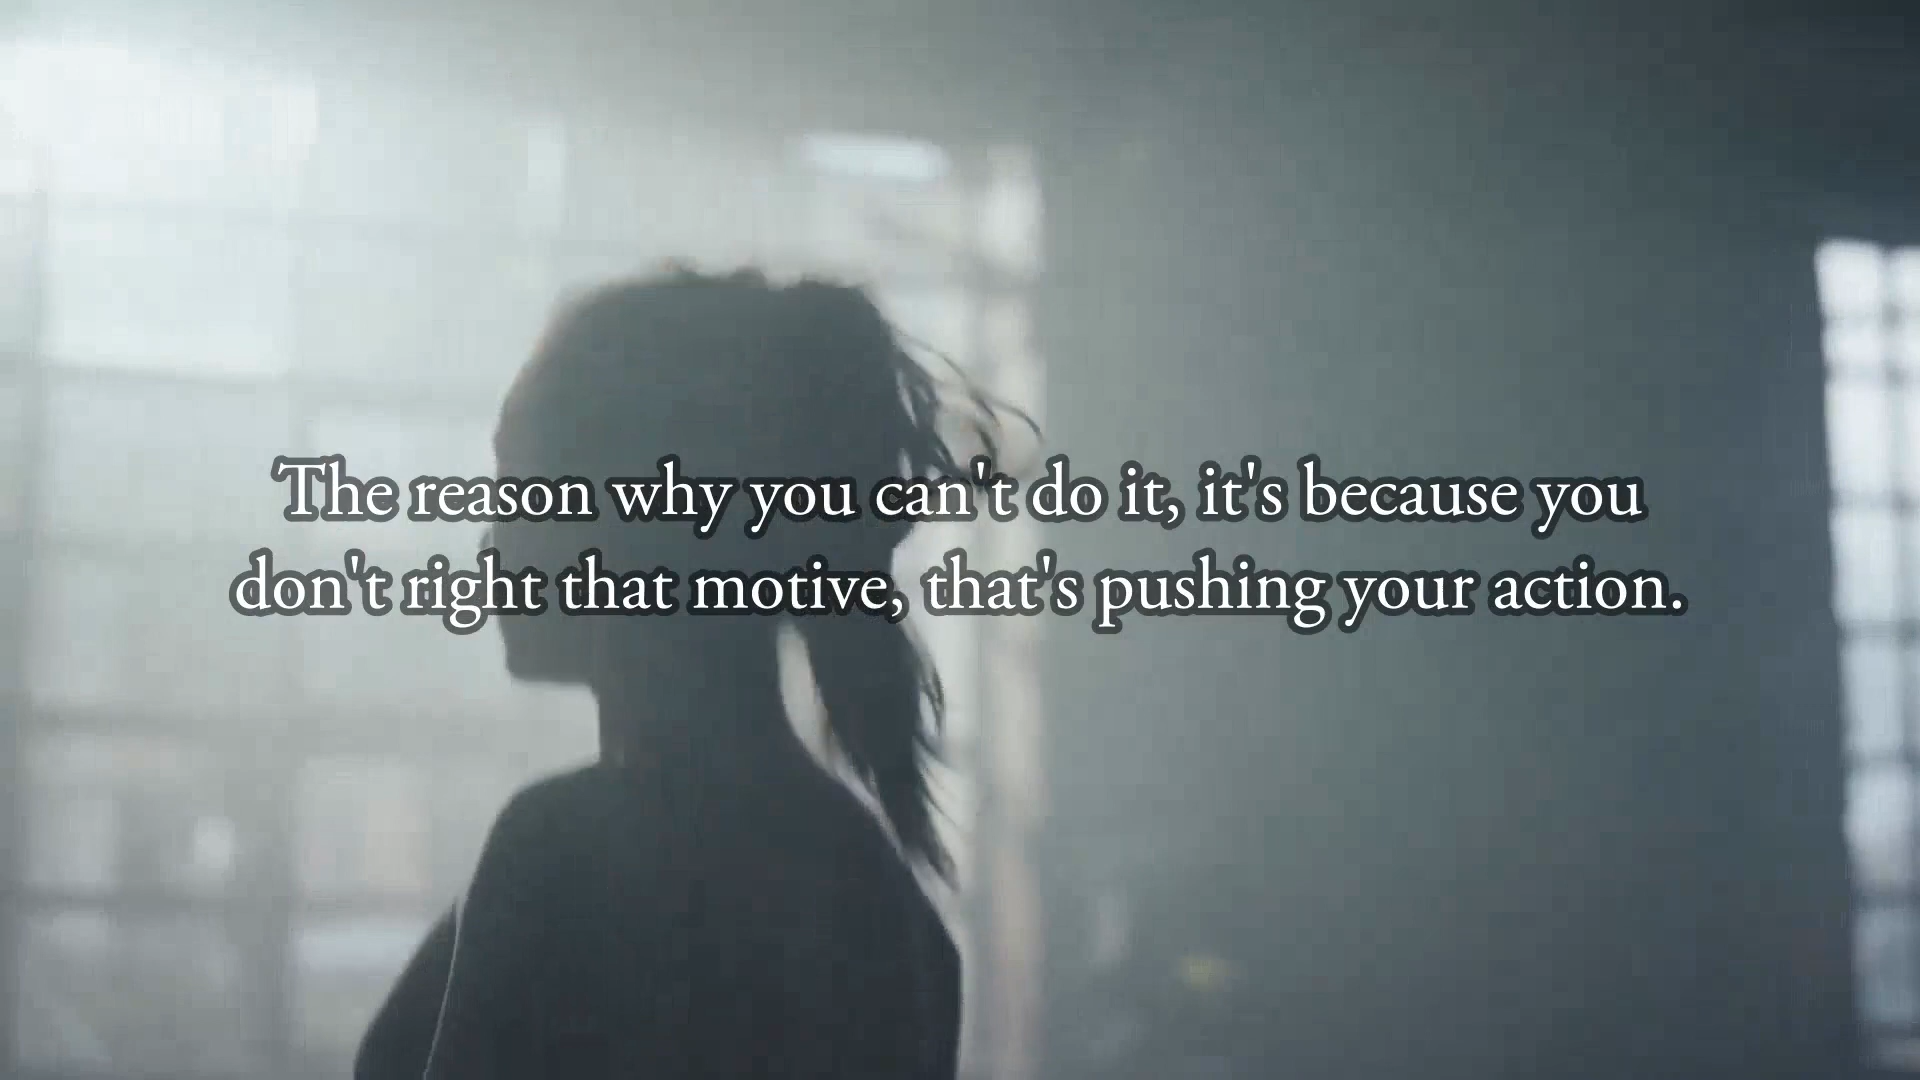 The reason why you can't do it, it's because you
don't right that motive, that's pushing your action.